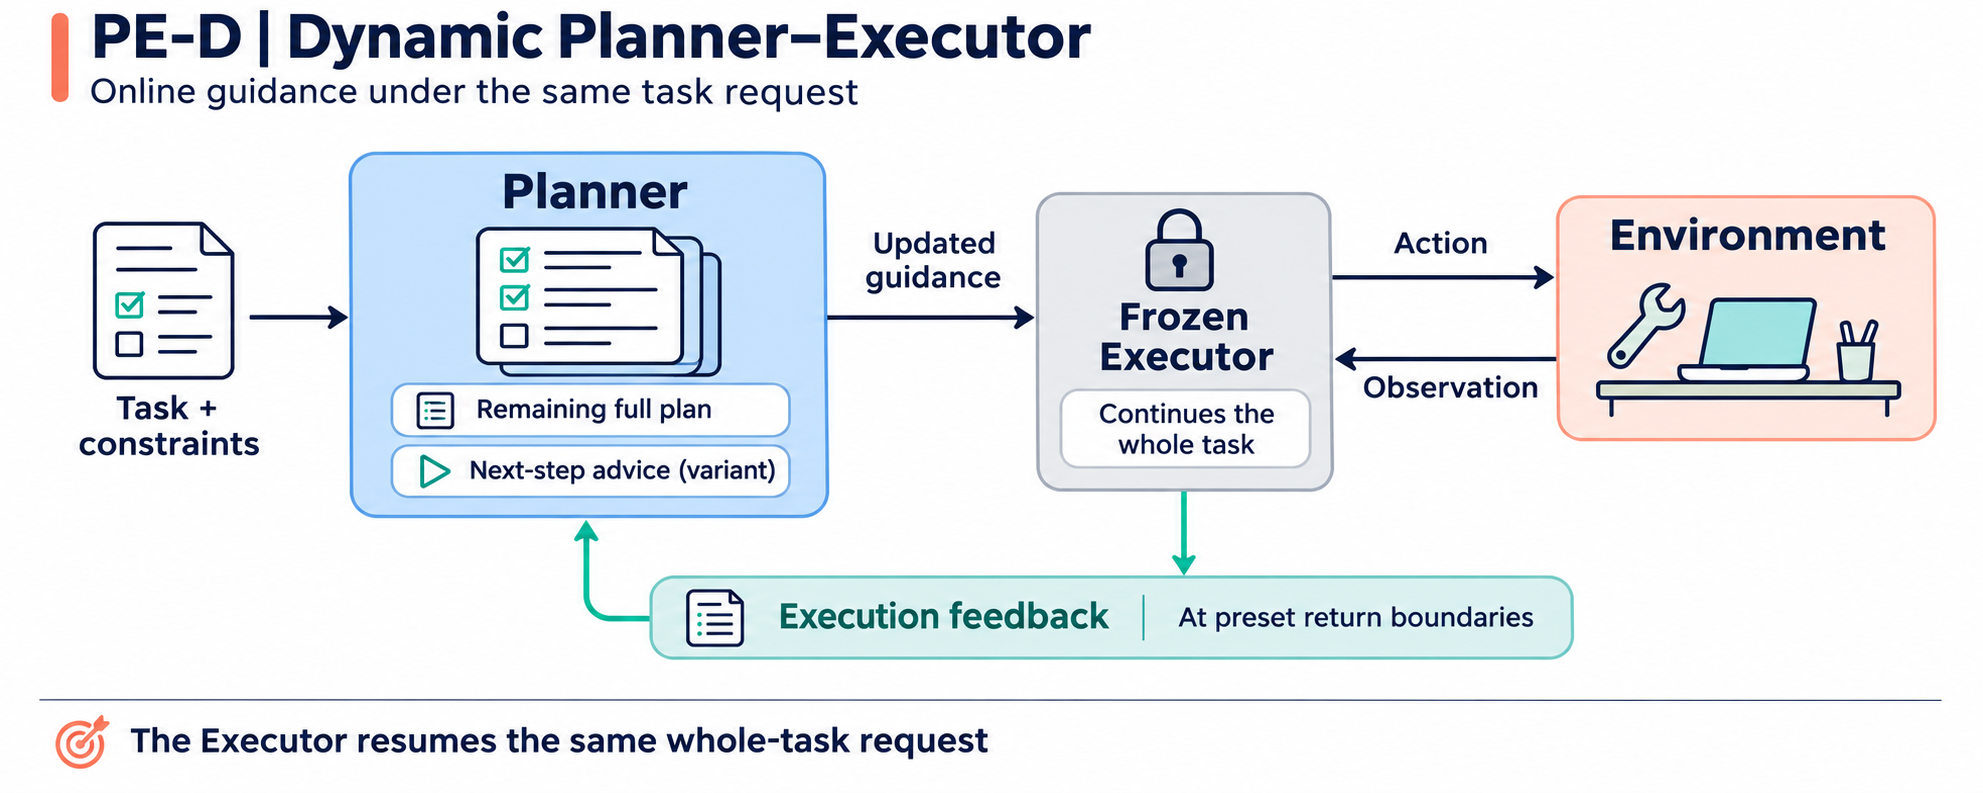 PE-D | Dynamic Planner–Executor
Online guidance under the same task request
Task +
constraints
Planner
Remaining full plan
Next-step advice (variant)
Updated
guidance
Frozen
Executor
Continues the
whole task
Action
Observation
Environment
Execution feedback
At preset return boundaries
The Executor resumes the same whole-task request